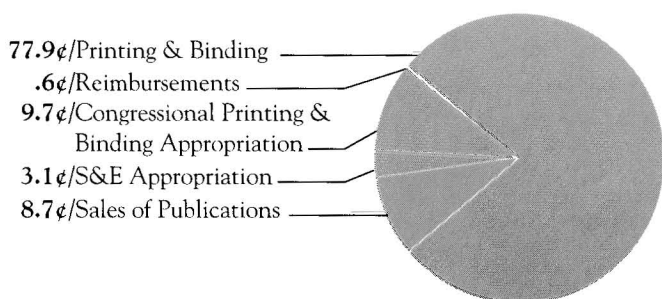 77.9¢/Printing & Binding
.6¢/Reimbursements
9.7¢/Congressional Printing &
Binding Appropriation
3.1¢/S&E Appropriation
8.7¢/Sales of Publications